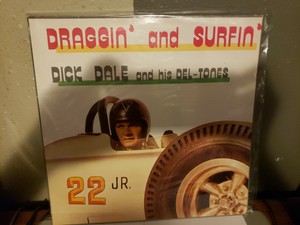 DRAGGIN' and SURFIN'
DICK DALE and his DEL-TONES
22 JR.